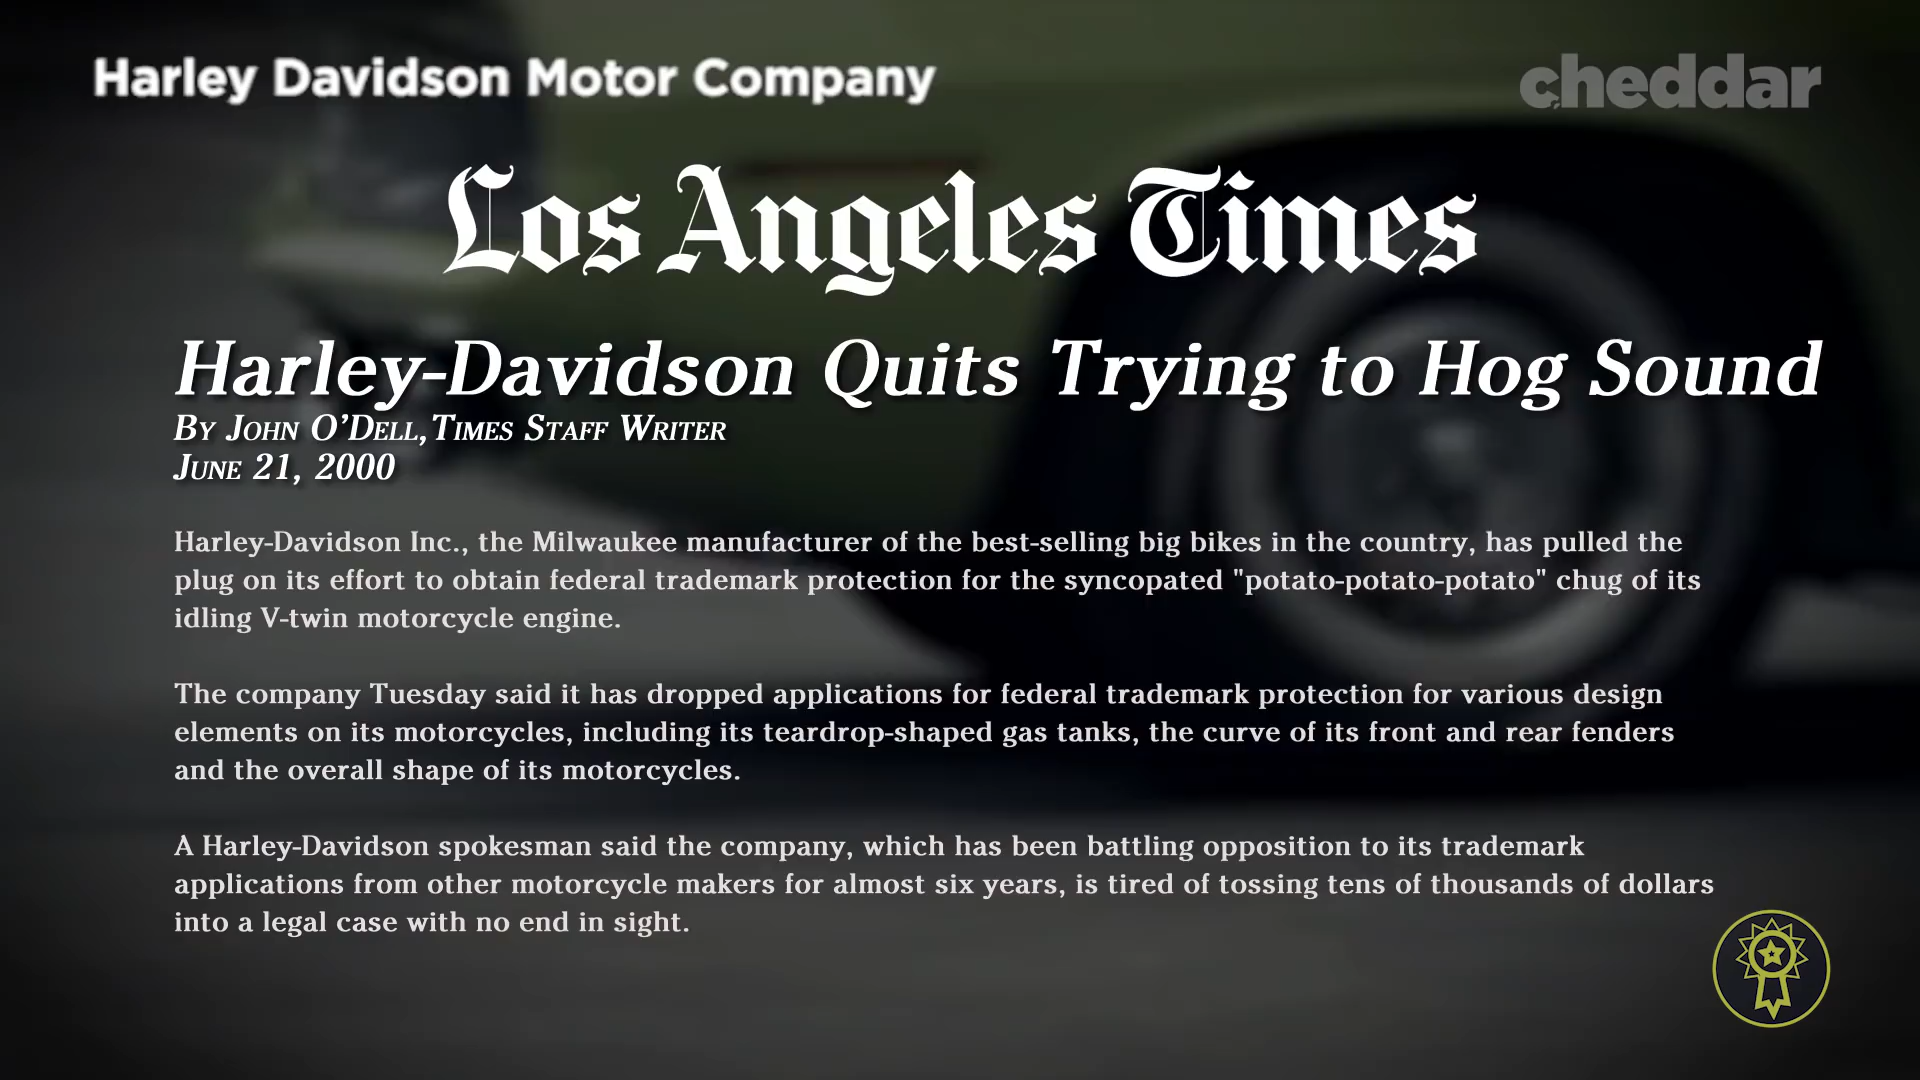 Harley Davidson Motor Company
cheddar
Los Angeles Times
Harley-Davidson Quits Trying to Hog Sound
By John O'Dell, Times Staff Writer
June 21, 2000
Harley-Davidson Inc., the Milwaukee manufacturer of the best-selling big bikes in the country, has pulled the
plug on its effort to obtain federal trademark protection for the syncopated "potato-potato-potato" chug of its
idling V-twin motorcycle engine.
The company Tuesday said it has dropped applications for federal trademark protection for various design
elements on its motorcycles, including its teardrop-shaped gas tanks, the curve of its front and rear fenders
and the overall shape of its motorcycles.
A Harley-Davidson spokesman said the company, which has been battling opposition to its trademark
applications from other motorcycle makers for almost six years, is tired of tossing tens of thousands of dollars
into a legal case with no end in sight.